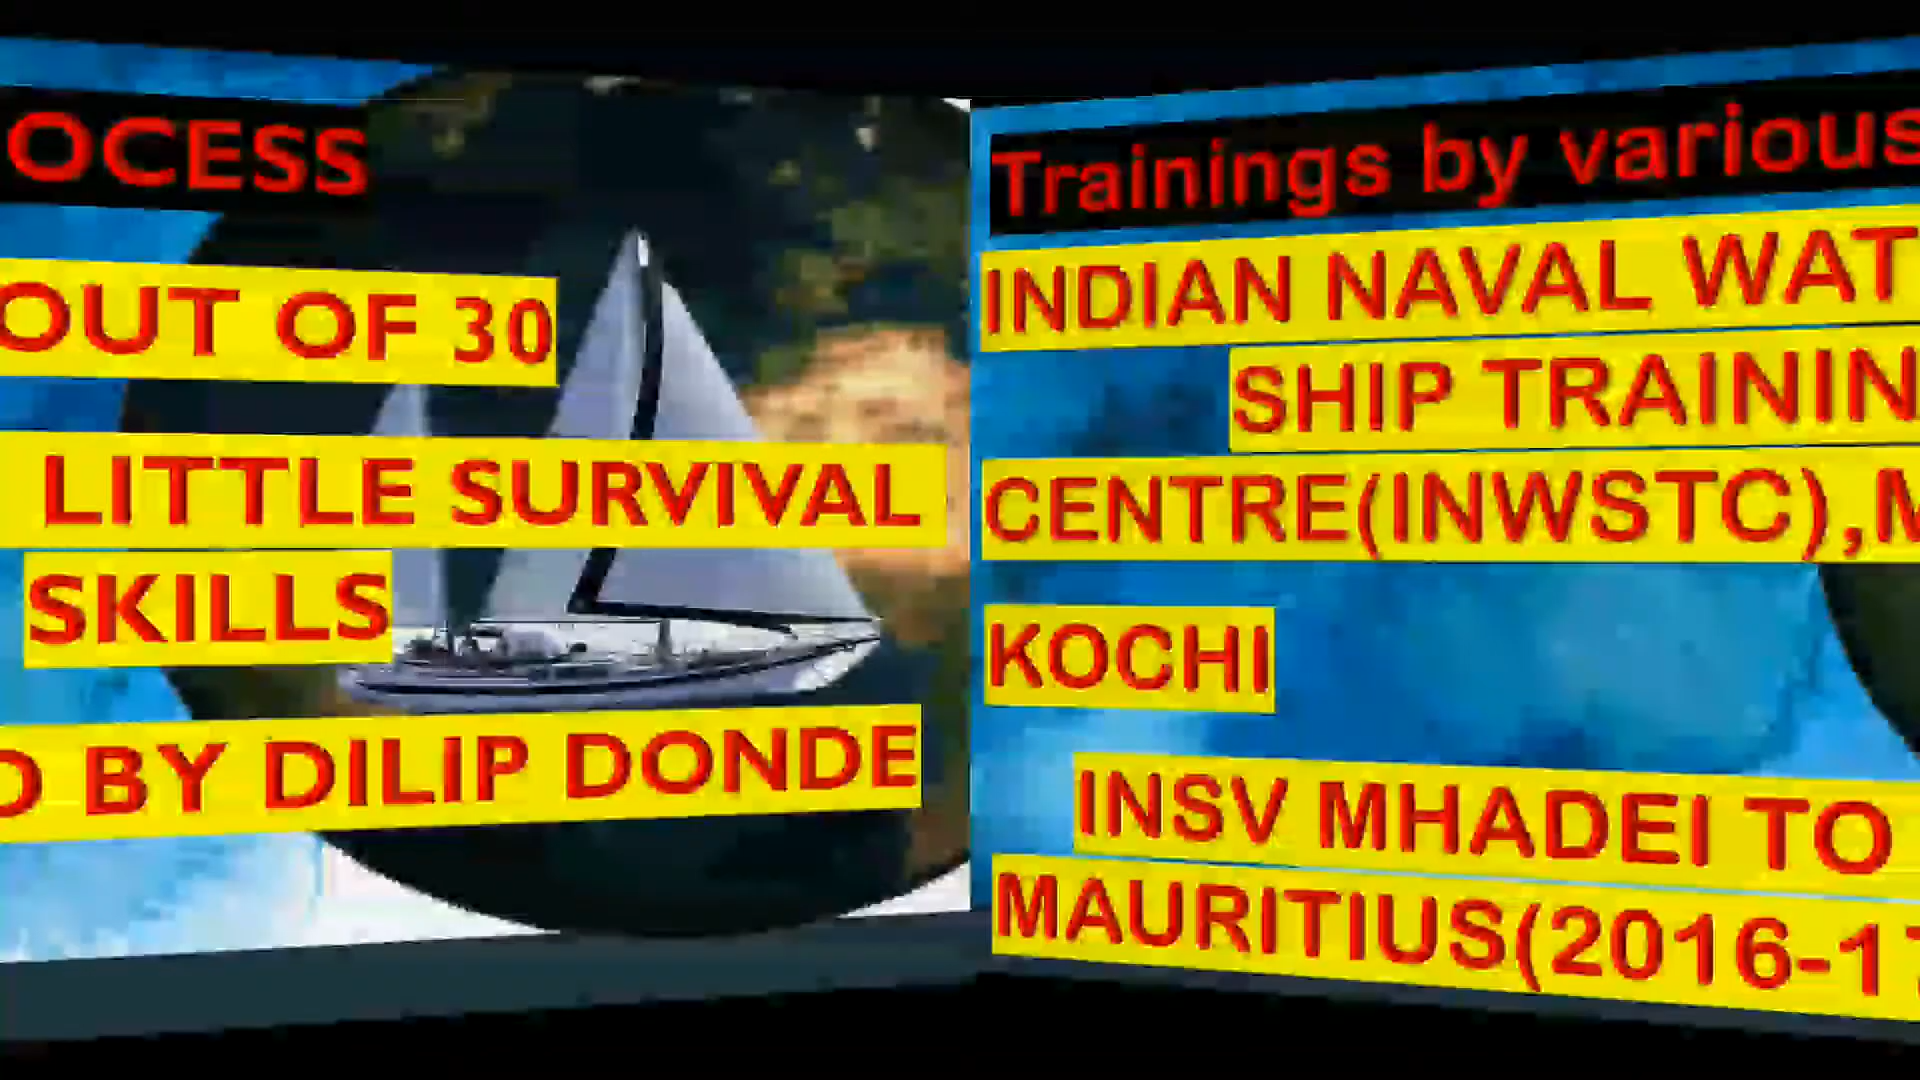 OCESS
OUT OF 30
LITTLE SURVIVAL
SKILLS
BY DILIP DONDE
Trainings by various
INDIAN NAVAL WAT
SHIP TRAININ
CENTRE(INWSTC),M
KOCHI
INSV MHADEI TO
MAURITIUS(2016-17